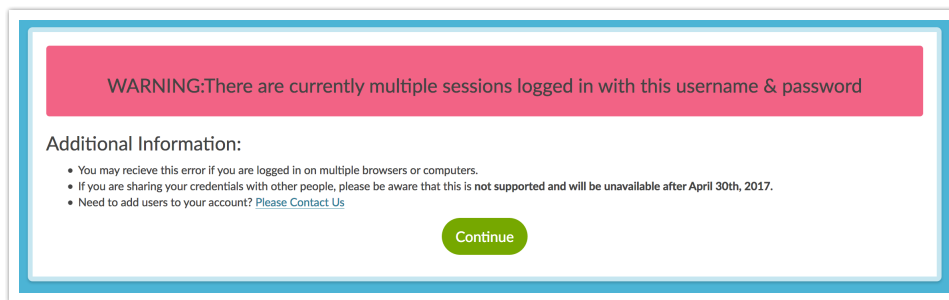 WARNING:There are currently multiple sessions logged in with this username & password
Additional Information:
• You may recieve this error if you are logged in on multiple browsers or computers.
• If you are sharing your credentials with other people, please be aware that this is not supported and will be unavailable after April 30th, 2017.
• Need to add users to your account? Please Contact Us
Continue